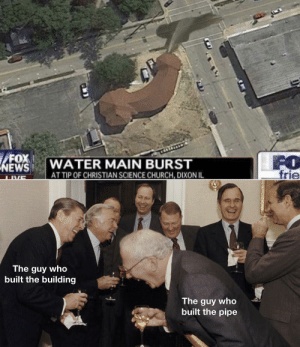 FOX
NEWS
LIVE
WATER MAIN BURST
AT TIP OF CHRISTIAN SCIENCE CHURCH, DIXON IL
FO
frie
The guy who
built the building
The guy who
built the pipe